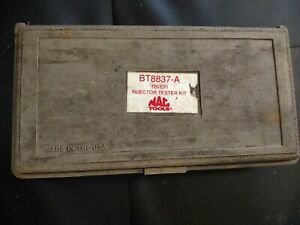 BT8837-A
TBI/EFI
INJECTOR TESTER KIT
MAC
TOOLS
MADE IN THE U.S.A.